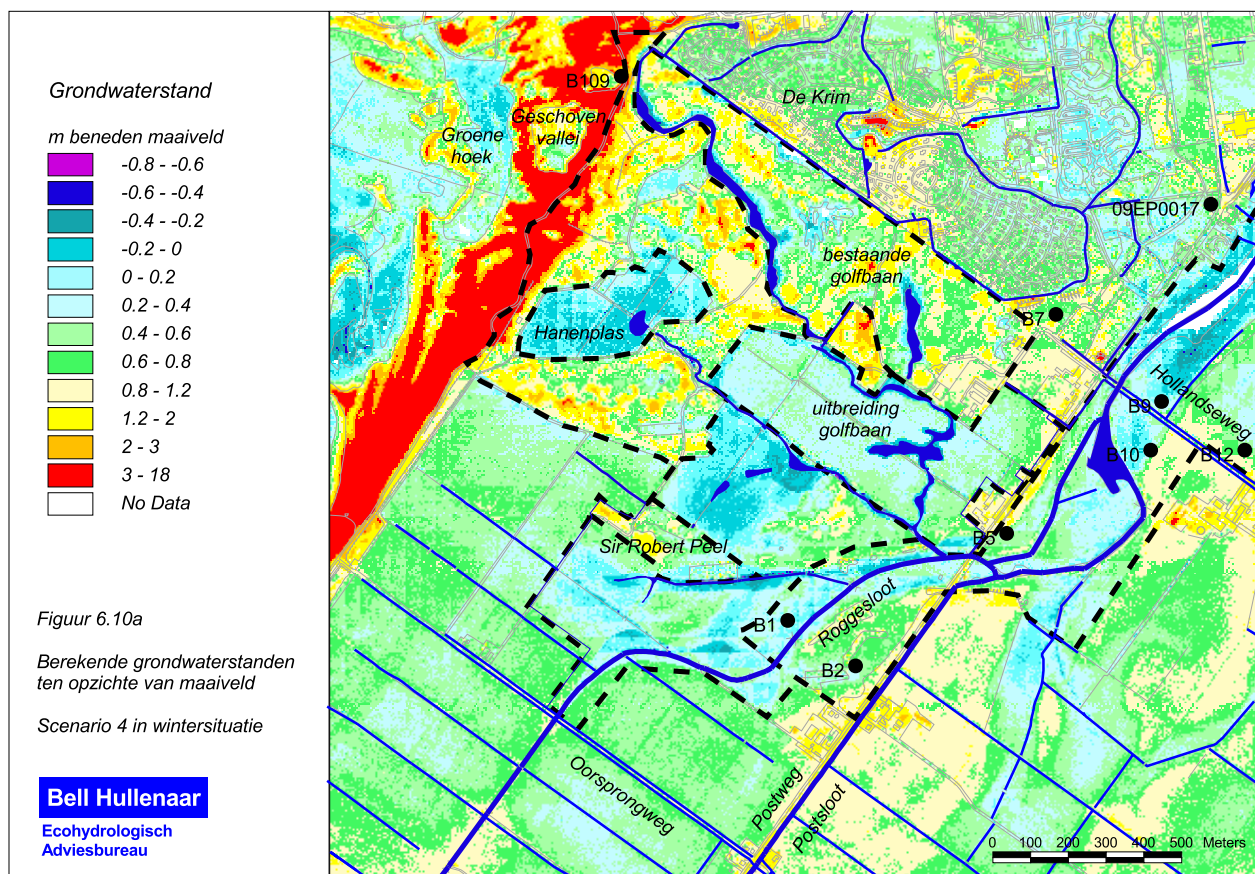 Grondwaterstand
m beneden maaiveld
-0.8 - -0.6
-0.6 - -0.4
-0.4 - -0.2
-0.2 - 0
0 - 0.2
0.2 - 0.4
0.4 - 0.6
0.6 - 0.8
0.8 - 1.2
1.2 - 2
2 - 3
3 - 18
No Data
Figuur 6.10a
Berekende grondwaterstanden
ten opzichte van maaiveld
Scenario 4 in wintersituatie
Bell Hullenaar
Ecohydrologisch
Adviesbureau
B109
De Krim
Geschoven
vallei
Groene
hoek
09EP0017
bestaande
golfbaan
B7
Hanenplas
Hollandseweg
uitbreiding
golfbaan
B9
B10
B12
B5
Sir Robert Peel
B1
Roggesloot
B2
Oorsprongweg
Postweg
Postsloot
0 100 200 300 400 500 Meters